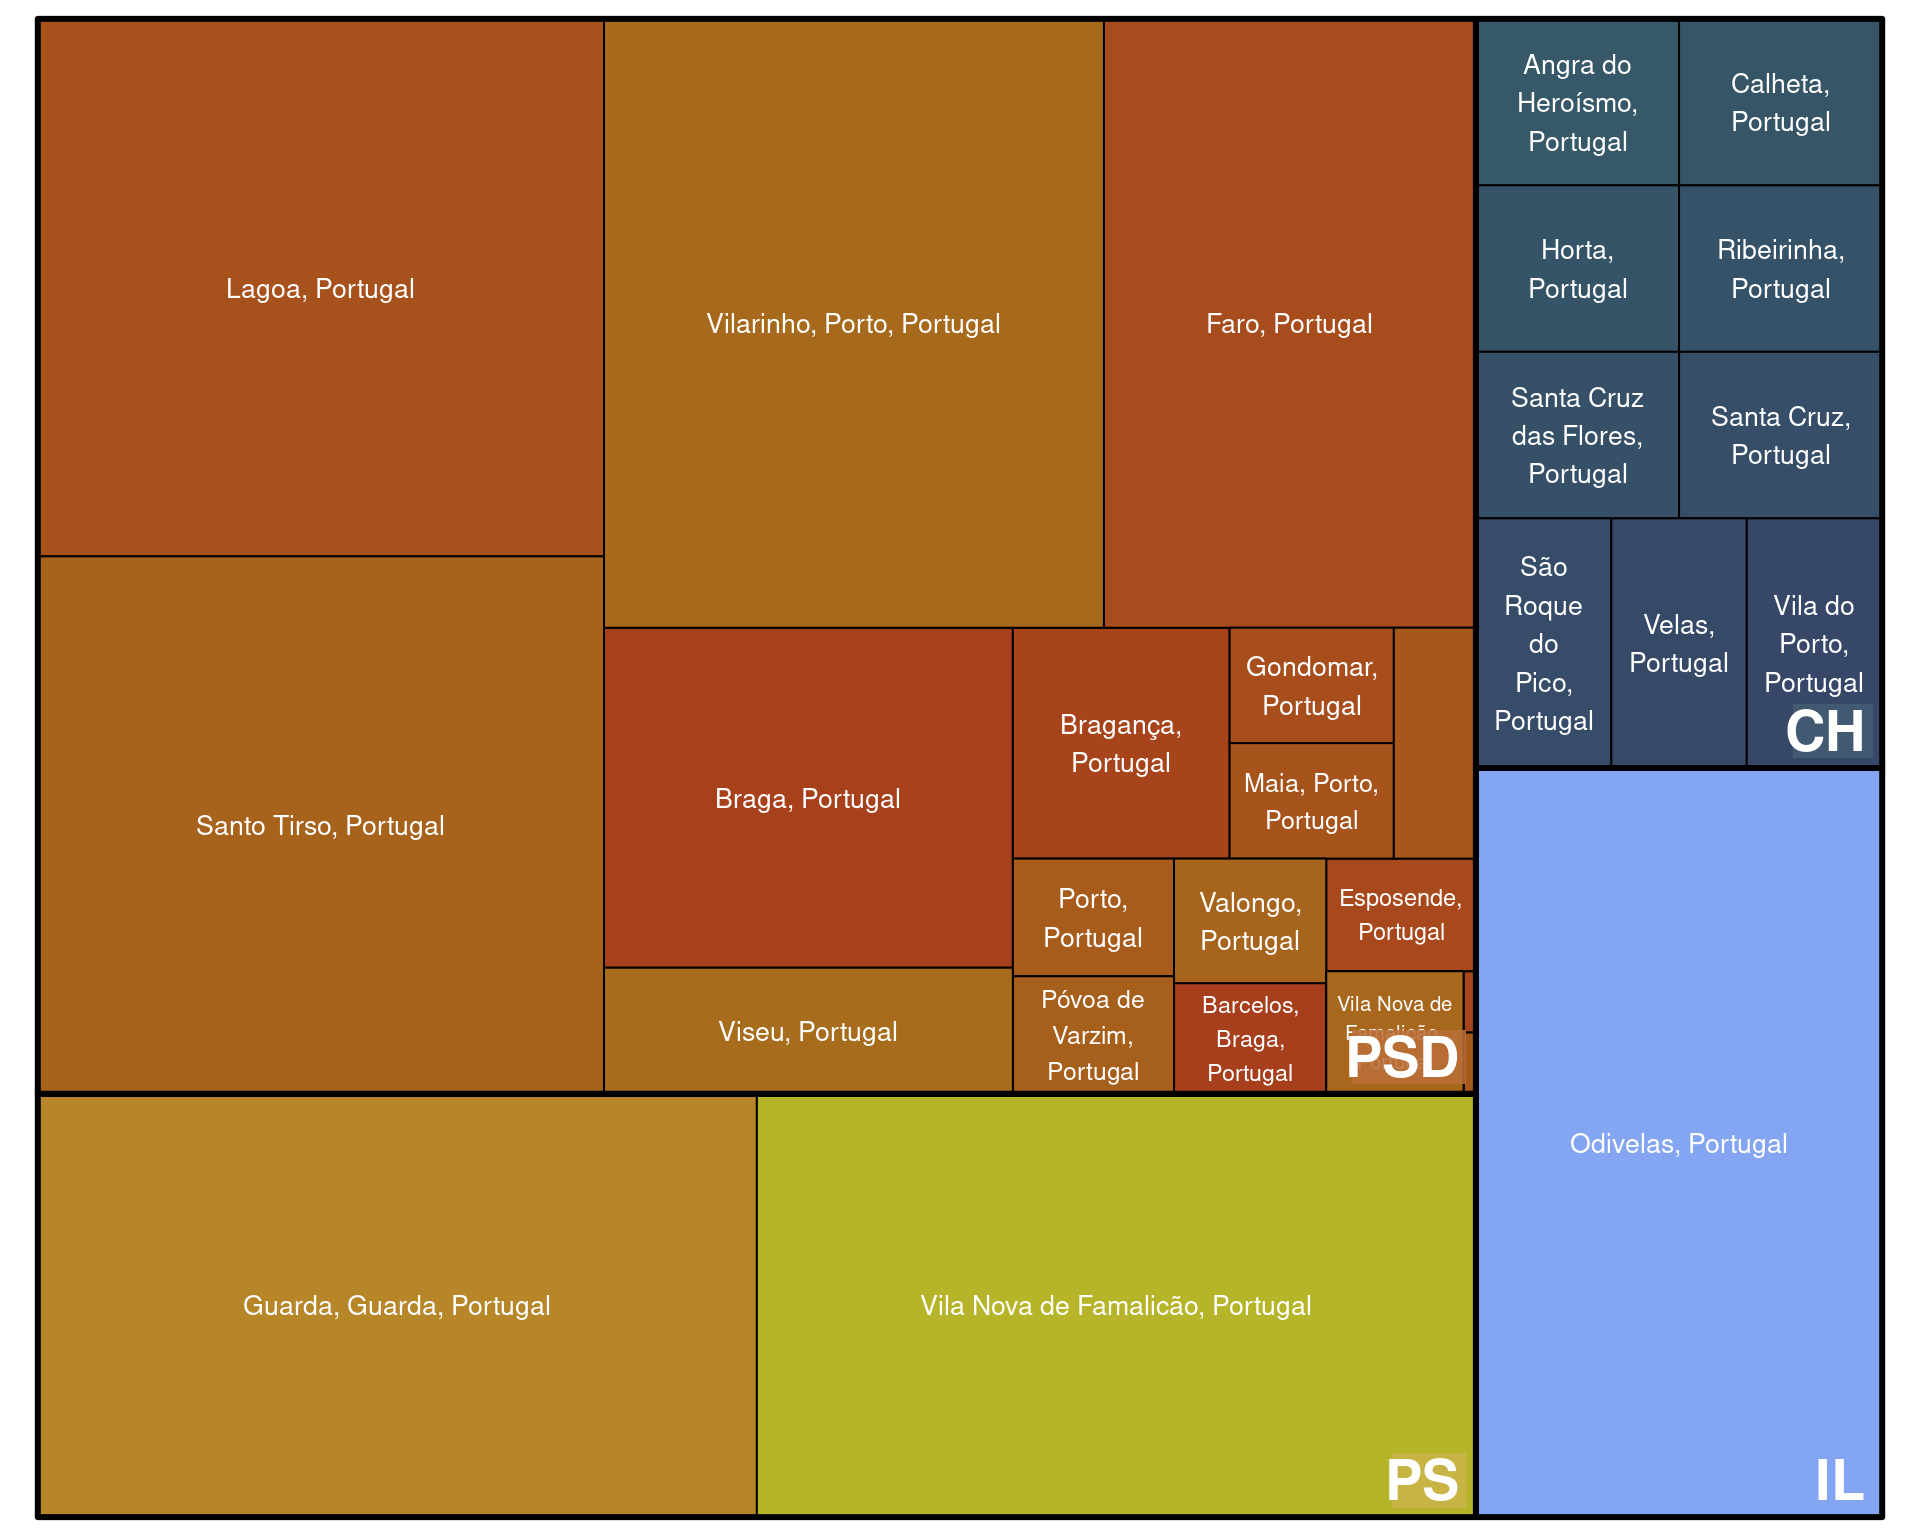 Lagoa, Portugal
Vilarinho, Porto, Portugal
Faro, Portugal
Santo Tirso, Portugal
Braga, Portugal
Bragança,
Portugal
Gondomar,
Portugal
Maia, Porto,
Portugal
Porto,
Portugal
Valongo,
Portugal
Esposende,
Portugal
Viseu, Portugal
Póvoa de
Varzim,
Portugal
Barcelos,
Braga,
Portugal
Vila Nova de
Famalicão,
PSD
Guarda, Guarda, Portugal
Vila Nova de Famalicão, Portugal
PS
Angra do
Heroísmo,
Portugal
Calheta,
Portugal
Horta,
Portugal
Ribeirinha,
Portugal
Santa Cruz
das Flores,
Portugal
Santa Cruz,
Portugal
São
Roque
do
Pico,
Portugal
Velas,
Portugal
Vila do
Porto,
Portugal
CH
Odivelas, Portugal
IL